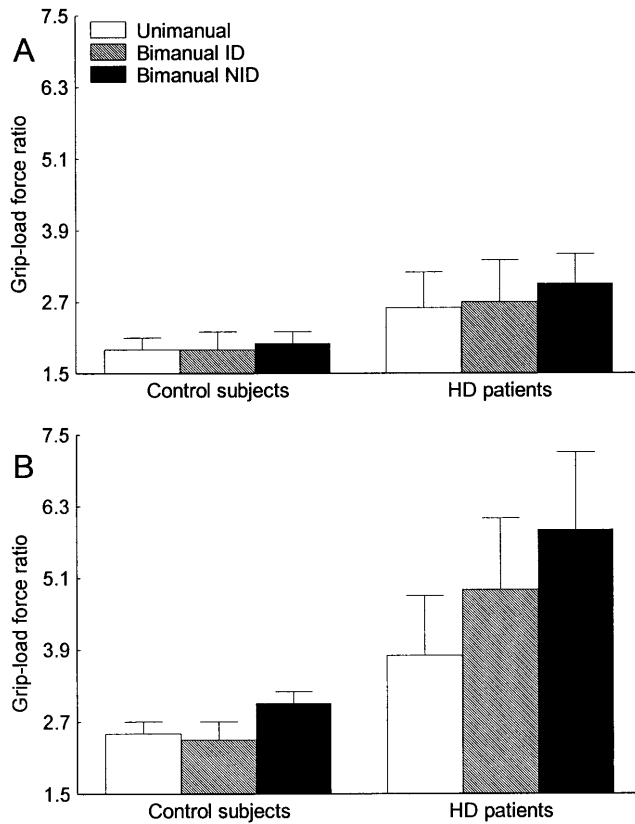 A
7.5
6.3
5.1
3.9
2.7
1.5
Grip-load force ratio
Unimanual
Bimanual ID
Bimanual NID
Control subjects HD patients
B
7.5
6.3
5.1
3.9
2.7
1.5
Grip-load force ratio
Control subjects HD patients